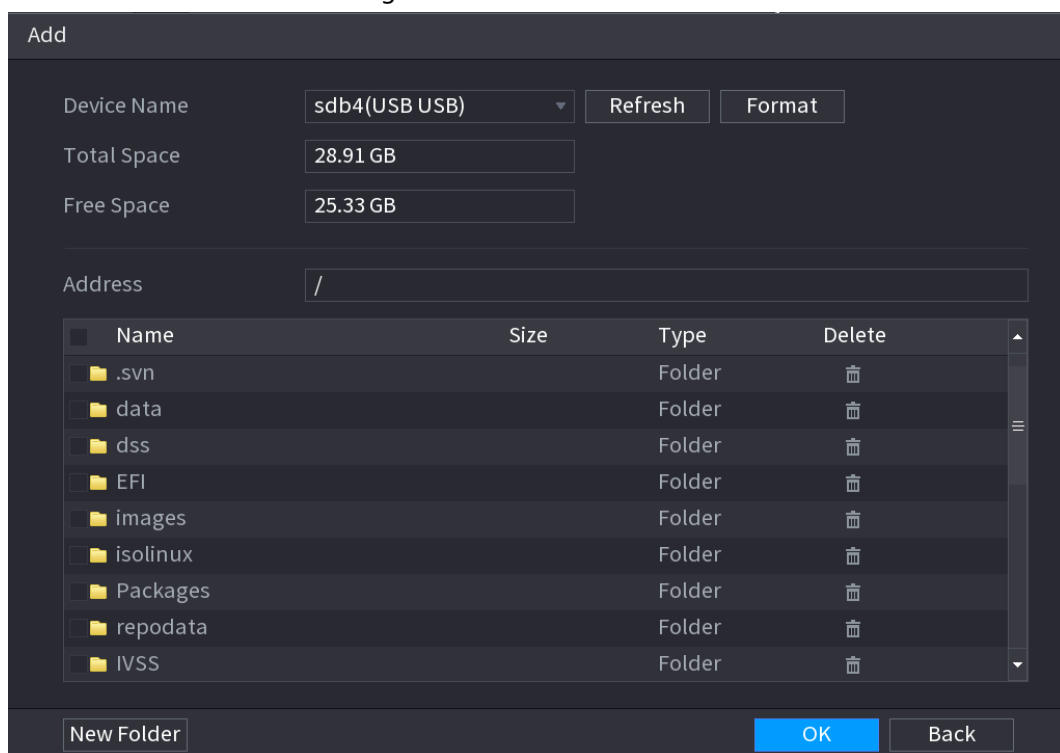 Add
Device Name sdb4(USB USB) Refresh Format
Total Space 28.91 GB
Free Space 25.33 GB
Address /
Name Size Type Delete
.svn Folder
data Folder
dss Folder
EFI Folder
images Folder
isolinux Folder
Packages Folder
repodata Folder
IVSS Folder
New Folder OK Back